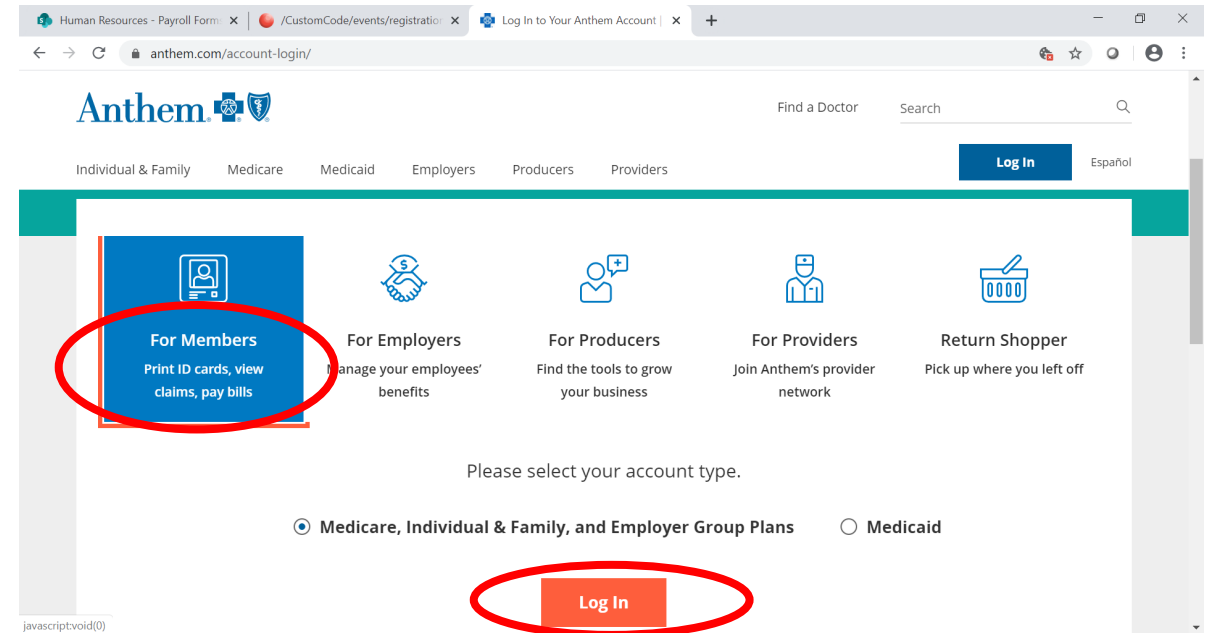 Human Resources - Payroll Form
/CustomCode/events/registration
Log In to Your Anthem Account |
anthem.com/account-login/
Anthem
Find a Doctor
Search
Individual & Family
Medicare
Medicaid
Employers
Producers
Providers
Log In
Español
For Members
Print ID cards, view
claims, pay bills
For Employers
Manage your employees'
benefits
For Producers
Find the tools to grow
your business
For Providers
Join Anthem's provider
network
Return Shopper
Pick up where you left off
Please select your account type.
Medicare, Individual & Family, and Employer Group Plans
Medicaid
Log In
javascript:void(0)